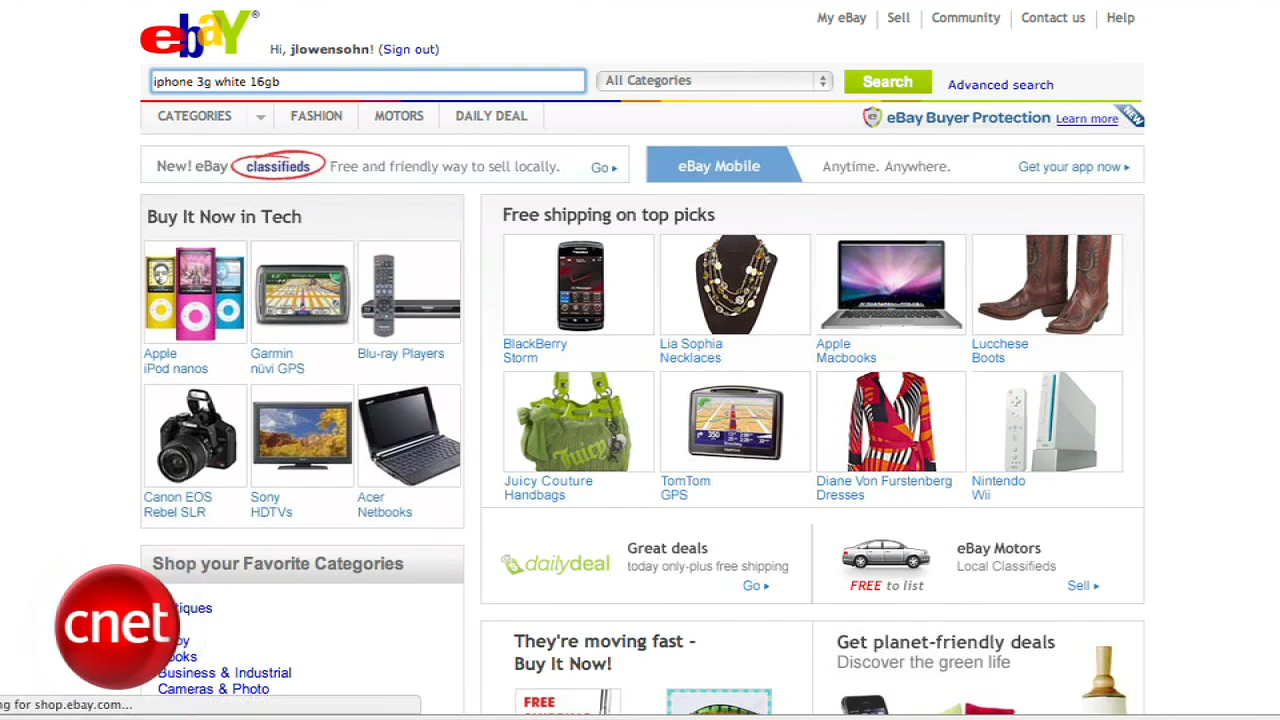 ebaY®
My eBay
Sell
Community
Contact us
Help
Hi, jlowensohn! (Sign out)
iphone 3g white 16gb
All Categories
Search
Advanced search
CATEGORIES
FASHION
MOTORS
DAILY DEAL
eBay Buyer Protection Learn more
NEW
New! eBay classifieds Free and friendly way to sell locally. Go
eBay Mobile Anytime. Anywhere. Get your app now
Buy It Now in Tech
Apple
iPod nanos
Garmin
nüvi GPS
Blu-ray Players
Canon EOS
Rebel SLR
Sony
HDTVs
Acer
Netbooks
Free shipping on top picks
BlackBerry
Storm
Lia Sophia
Necklaces
Apple
Macbooks
Lucchese
Boots
Juicy
Juicy Couture
Handbags
TomTom
GPS
Diane Von Furstenberg
Dresses
Nintendo
Wii
dailydeal
Great deals
today only-plus free shipping
Go
FREE to list
eBay Motors
Local Classifieds
Sell
Shop your Favorite Categories
tiques
by
oks
Business & Industrial
Cameras & Photo
They're moving fast -
Buy It Now!
FREE
Get planet-friendly deals
Discover the green life
cnet
ng for shop.ebay.com...